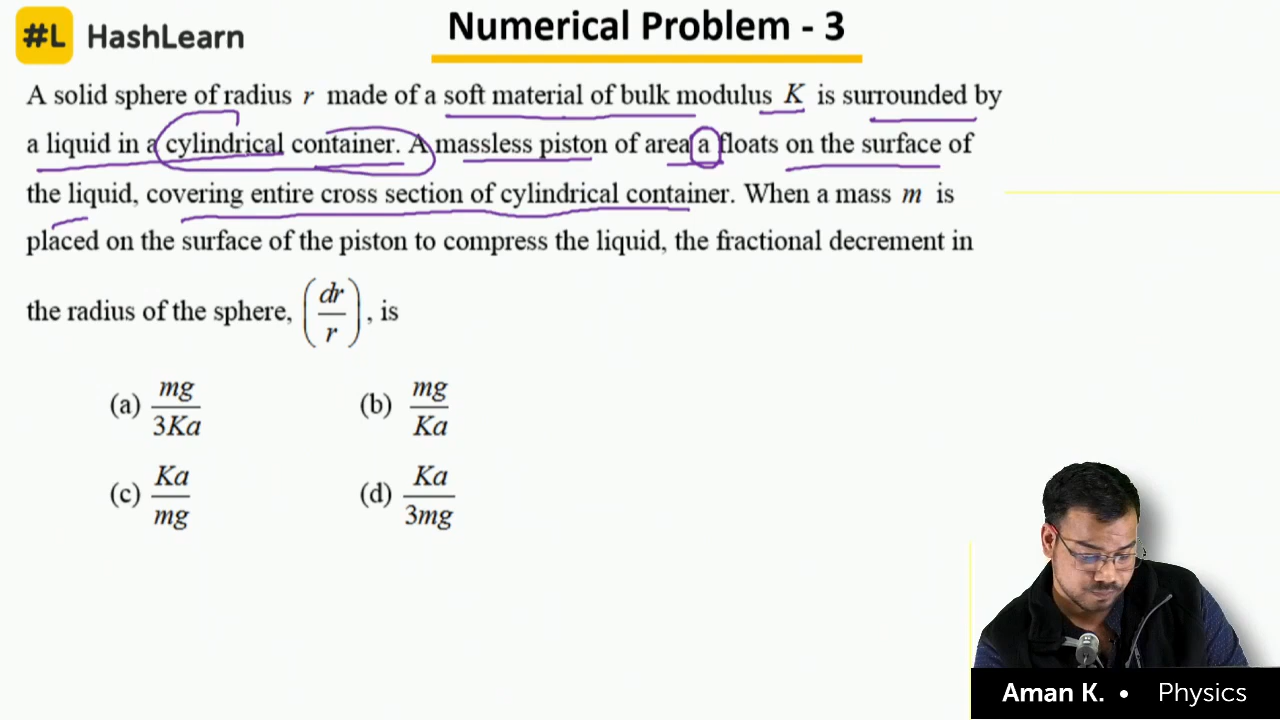 #L HashLearn
Numerical Problem - 3
A solid sphere of radius r made of a soft material of bulk modulus K is surrounded by
a liquid in a cylindrical container. A massless piston of area a floats on the surface of
the liquid, covering entire cross section of cylindrical container. When a mass m is
placed on the surface of the piston to compress the liquid, the fractional decrement in
the radius of the sphere, (dr/r), is
(a) mg/3Ka (b) mg/Ka
(c) Ka/mg (d) Ka/3mg
Aman K. • Physics